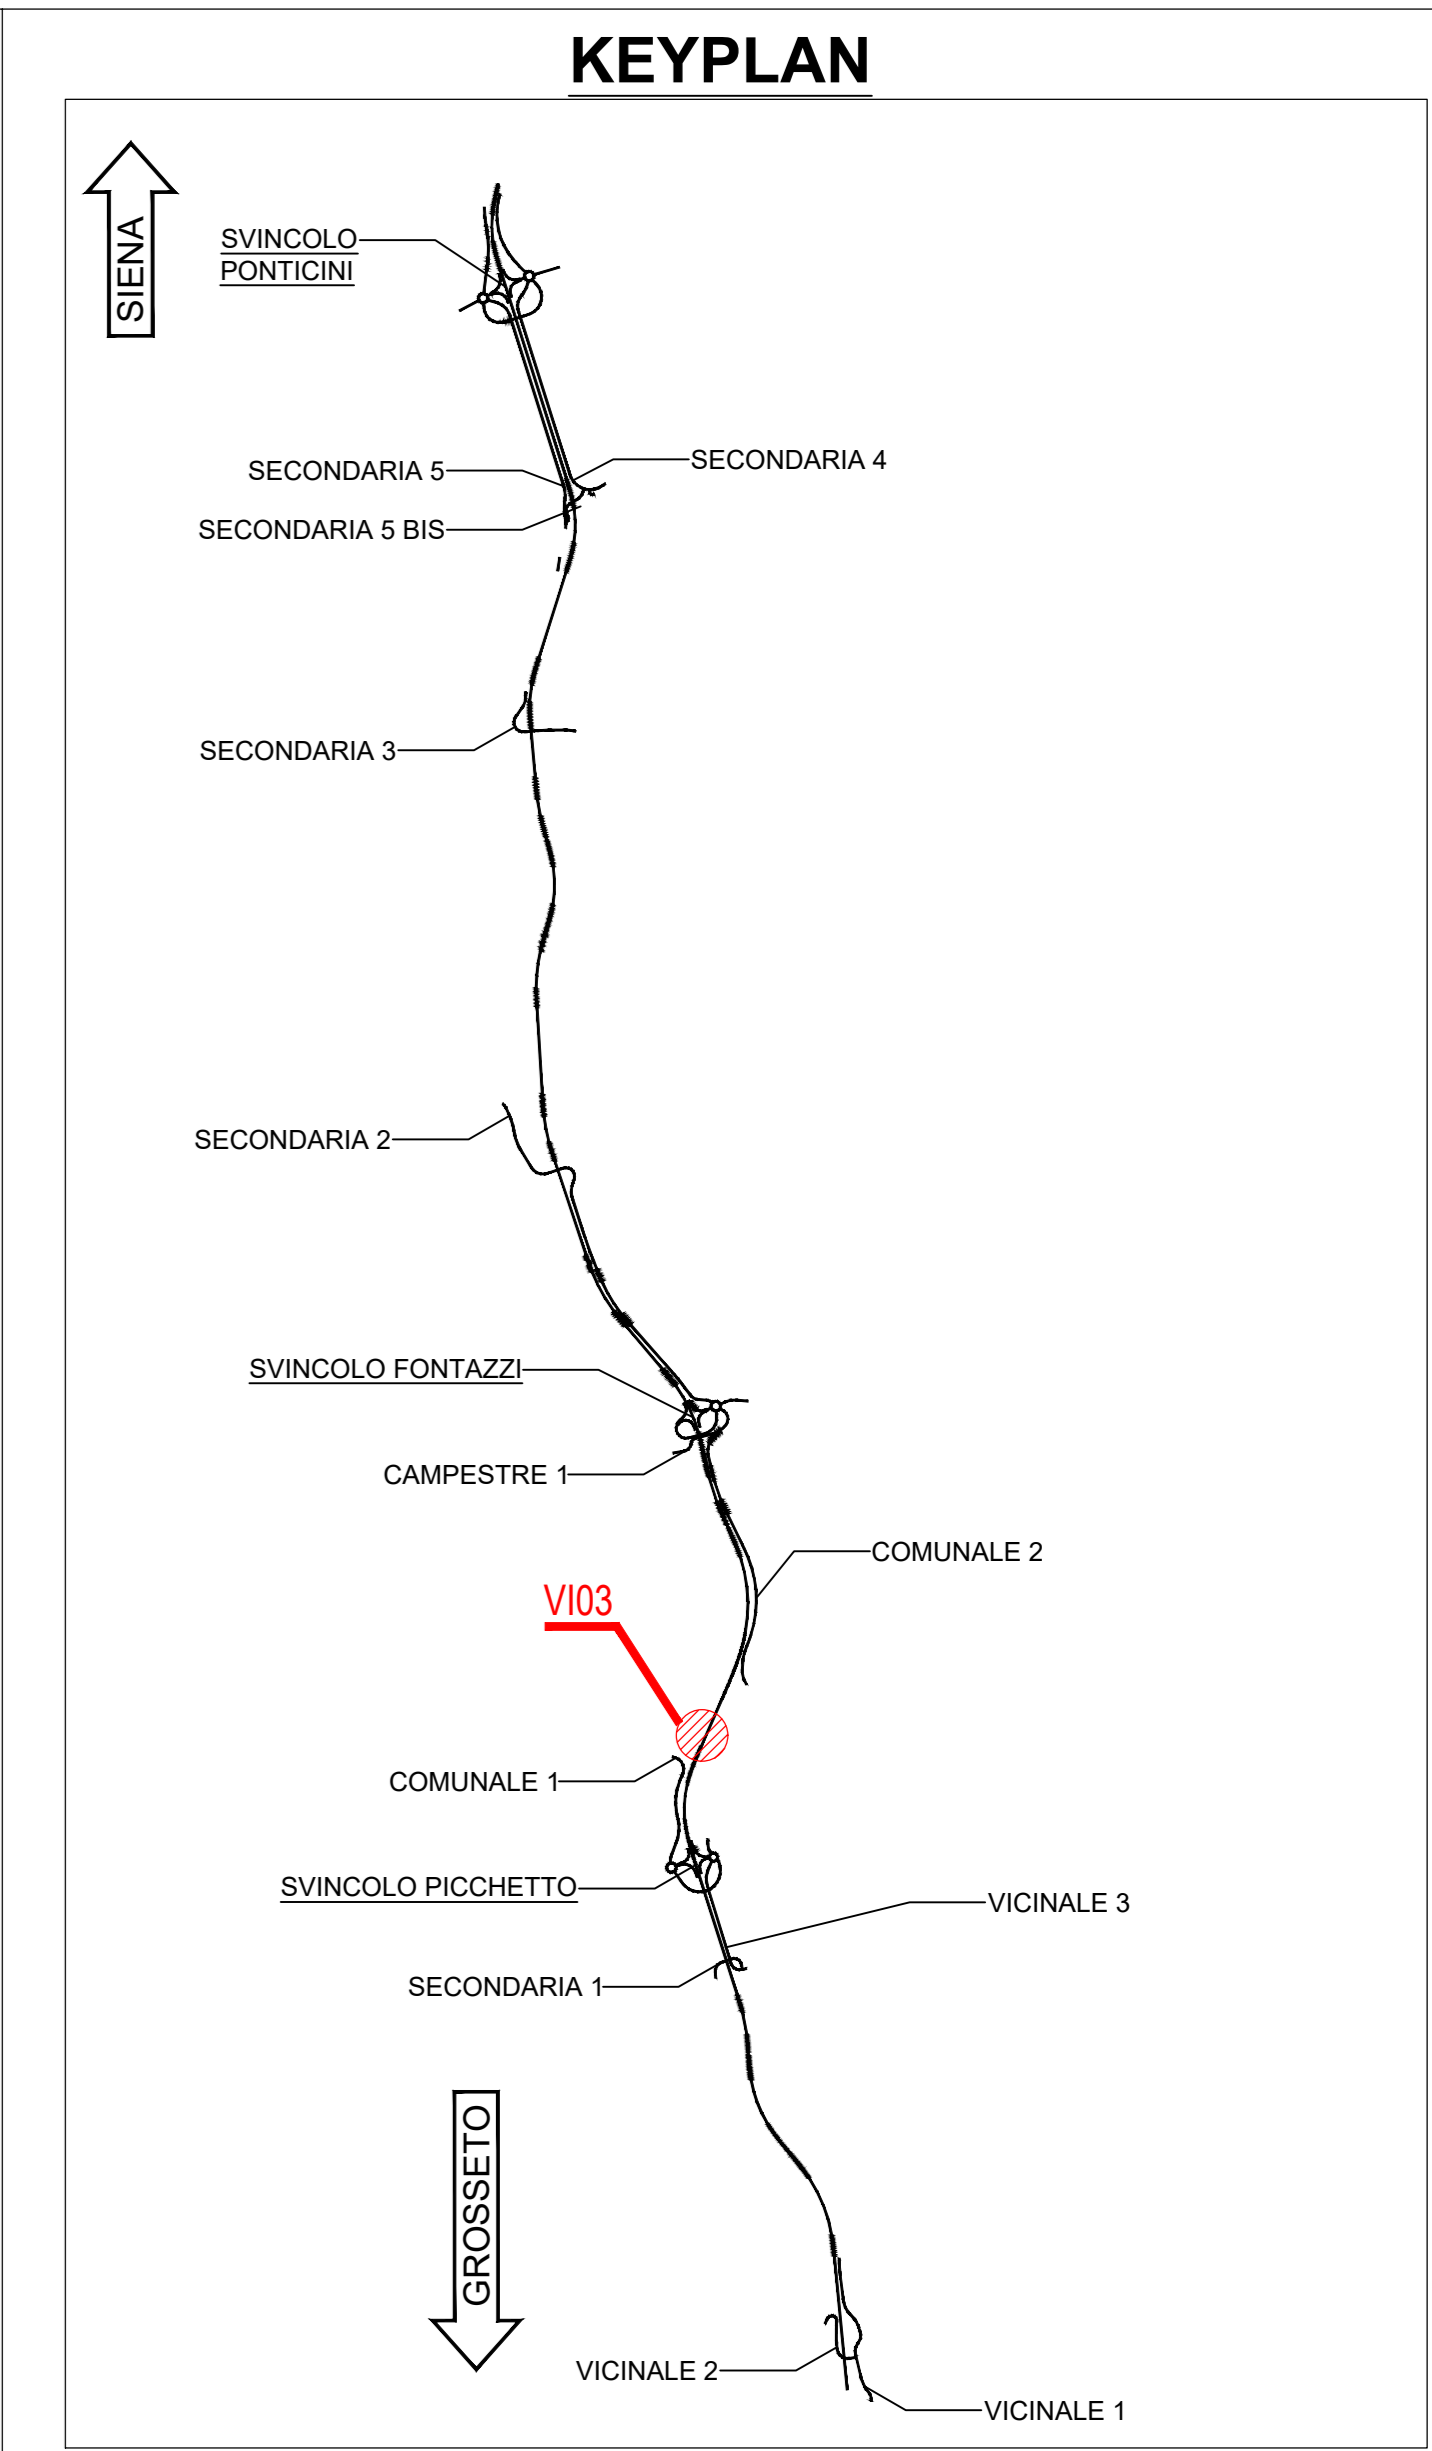 KEYPLAN
SIENA
SVINCOLO
PONTICINI
SECONDARIA 4
SECONDARIA 5
SECONDARIA 5 BIS
SECONDARIA 3
SECONDARIA 2
SVINCOLO FONTAZZI
CAMPESTRE 1
COMUNALE 2
VI03
COMUNALE 1
SVINCOLO PICCHETTO
VICINALE 3
SECONDARIA 1
GROSSETO
VICINALE 2
VICINALE 1